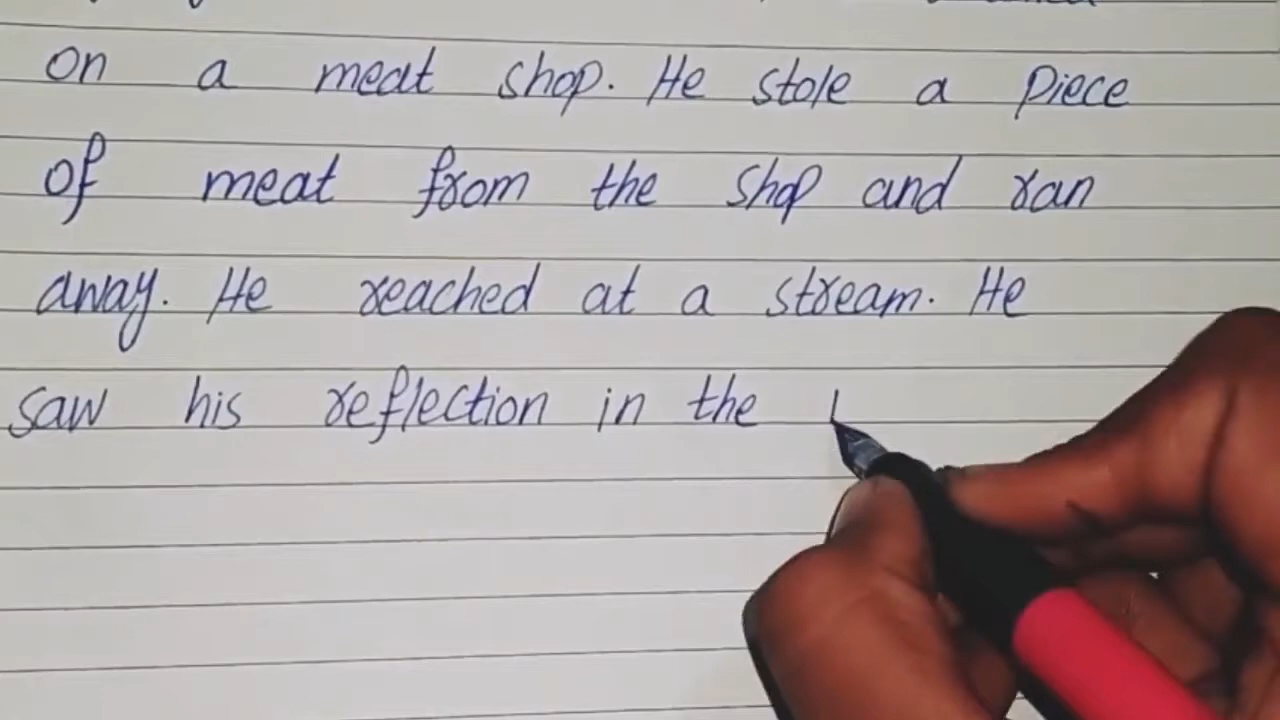 on a meat shop. He stole a Piece
of meat from the shop and ran
away. He reached at a stream. He
saw his reflection in the